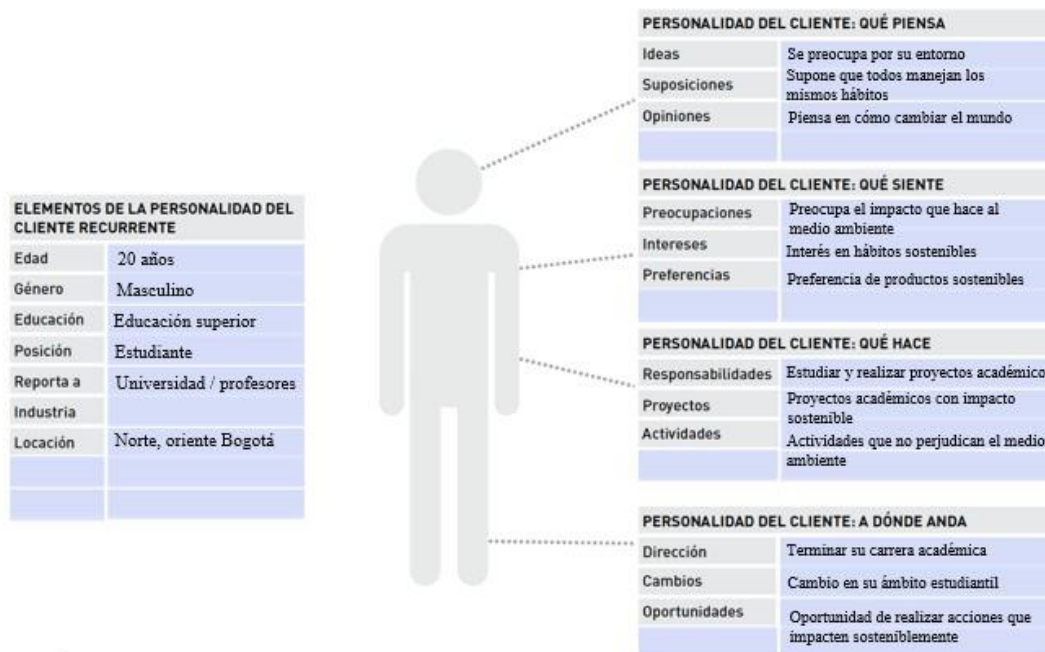 ELEMENTOS DE LA PERSONALIDAD DEL
CLIENTE RECURRENTE
Edad 20 años
Género Masculino
Educación Educación superior
Posición Estudiante
Reporta a Universidad / profesores
Industria
Locación Norte, oriente Bogotá
PERSONALIDAD DEL CLIENTE: QUÉ PIENSA
Ideas Se preocupa por su entorno
Suposiciones Supone que todos manejan los
mismos hábitos
Opiniones Piensa en cómo cambiar el mundo
PERSONALIDAD DEL CLIENTE: QUÉ SIENTE
Preocupaciones Preocupa el impacto que hace al
medio ambiente
Intereses Interés en hábitos sostenibles
Preferencias Preferencia de productos sostenibles
PERSONALIDAD DEL CLIENTE: QUÉ HACE
Responsabilidades Estudiar y realizar proyectos académico
Proyectos Proyectos académicos con impacto
sostenible
Actividades Actividades que no perjudican el medio
ambiente
PERSONALIDAD DEL CLIENTE: A DÓNDE ANDA
Dirección Terminar su carrera académica
Cambios Cambio en su ámbito estudiantil
Oportunidades Oportunidad de realizar acciones que
impacten sosteniblemente